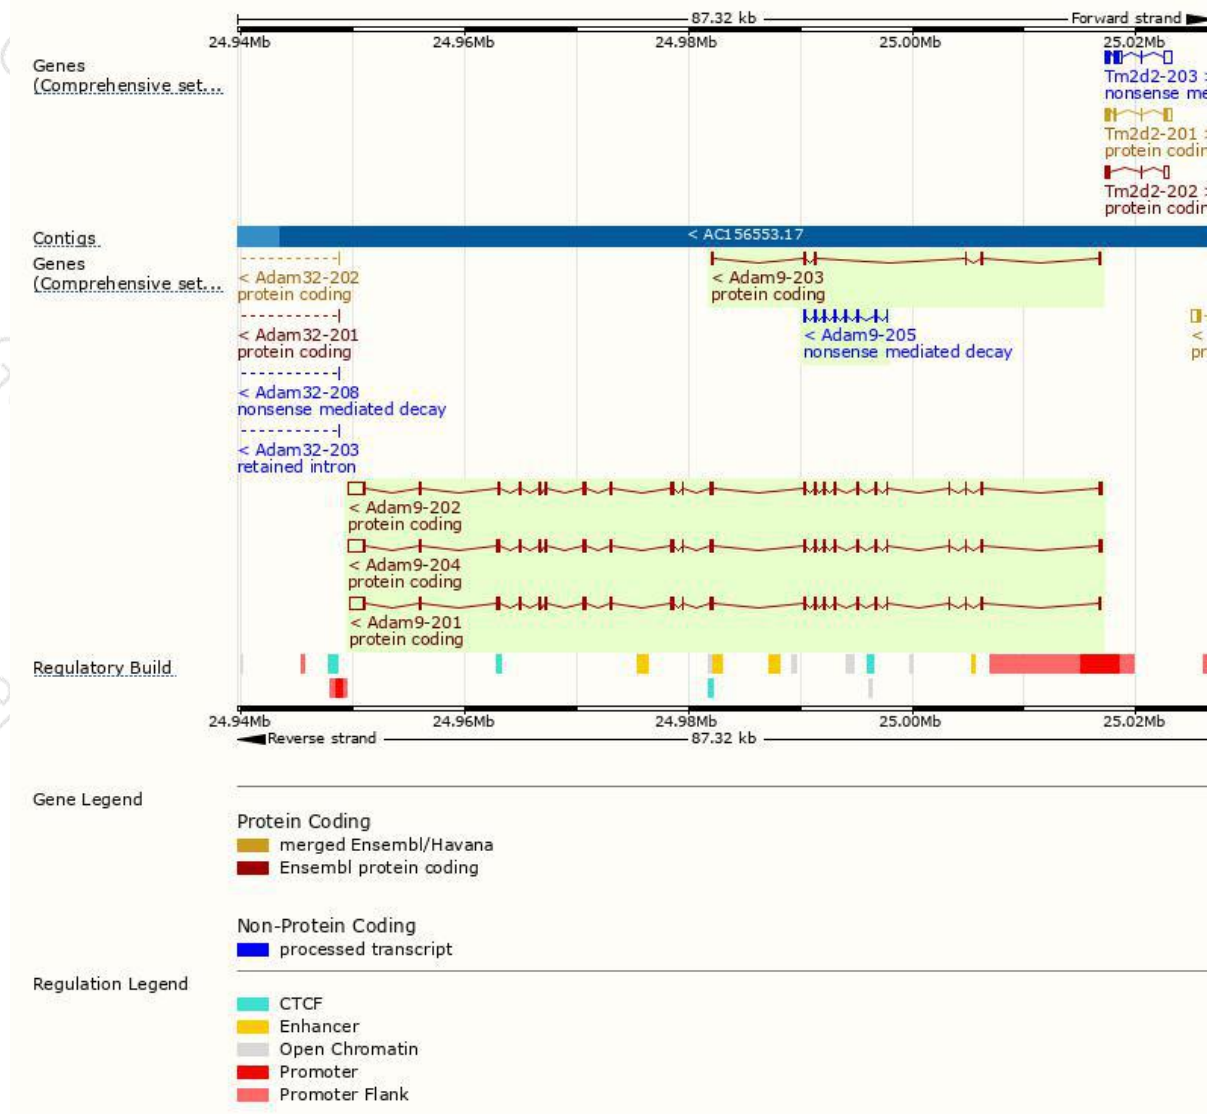 87.32 kb Forward strand
24.94Mb 24.96Mb 24.98Mb 25.00Mb 25.02Mb
Genes
(Comprehensive set...
Tm2d2-203 >
nonsense me
Tm2d2-201 >
protein codin
Tm2d2-202 >
protein codin
Contigs < AC156553.17
Genes
(Comprehensive set...
< Adam32-202 < Adam9-203
protein coding protein coding
< Adam32-201 < Adam9-205 <
protein coding nonsense mediated decay pr
< Adam32-208
nonsense mediated decay
< Adam32-203
retained intron
< Adam9-202
protein coding
< Adam9-204
protein coding
< Adam9-201
protein coding
Regulatory Build
24.94Mb 24.96Mb 24.98Mb 25.00Mb 25.02Mb
Reverse strand 87.32 kb
Gene Legend
Protein Coding
merged Ensembl/Havana
Ensembl protein coding
Non-Protein Coding
processed transcript
Regulation Legend
CTCF
Enhancer
Open Chromatin
Promoter
Promoter Flank